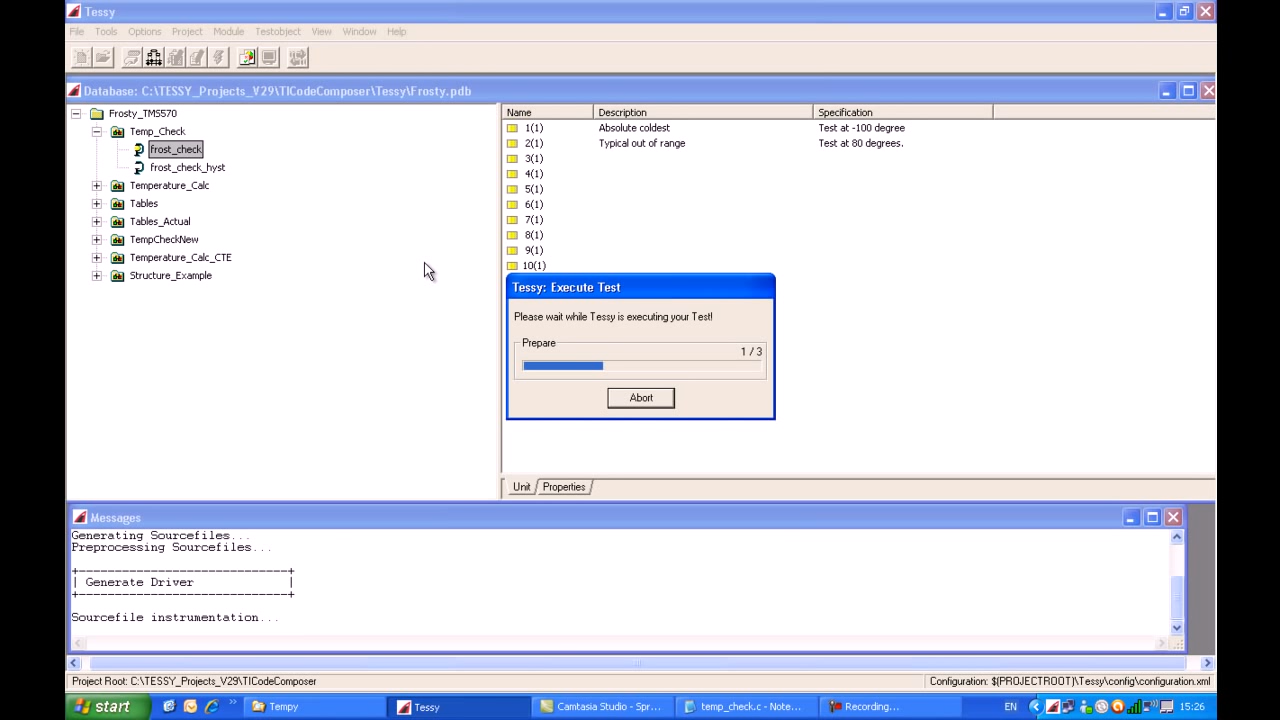 Tessy
File Tools Options Project Module Testobject View Window Help
Database: C:\TESSY_Projects_V29\TICodeComposer\Tessy\Frosty.pdb
Frosty_TMS570
Temp_Check
frost_check
frost_check_hyst
Temperature_Calc
Tables
Tables_Actual
TempCheckNew
Temperature_Calc_CTE
Structure_Example
Name Description Specification
1(1) Absolute coldest Test at -100 degree
2(1) Typical out of range Test at 80 degrees.
3(1)
4(1)
5(1)
6(1)
7(1)
8(1)
9(1)
10(1)
Tessy: Execute Test
Please wait while Tessy is executing your Test!
Prepare
1 / 3
Abort
Unit Properties
Messages
Generating Sourcefiles...
Preprocessing Sourcefiles...
+------------------------------+
| Generate Driver |
+------------------------------+
Sourcefile instrumentation...
Project Root: C:\TESSY_Projects_V29\TICodeComposer Configuration: $(PROJECTROOT)\Tessy\config\configuration.xml
start Tempy Tessy Camtasia Studio - Spr... temp_check.c - Note... Recording... EN 15:26